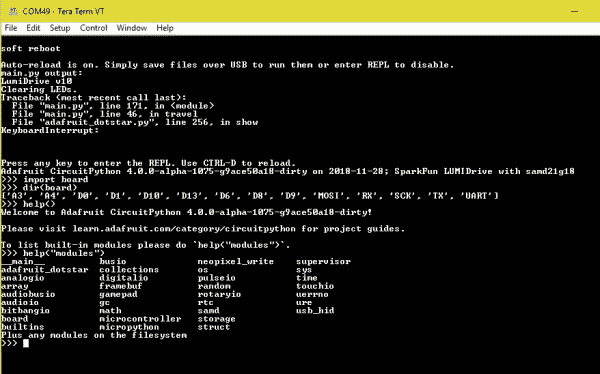 COM49 - Tera Term VT
File Edit Setup Control Window Help
soft reboot
Auto-reload is on. Simply save files over USB to run them or enter REPL to disable.
main.py output:
LumiDrive v10
Clearing LEDs.
Traceback (most recent call last):
File "main.py", line 171, in <module>
File "main.py", line 46, in travel
File "adafruit_dotstar.py", line 256, in show
KeyboardInterrupt:
Press any key to enter the REPL. Use CTRL-D to reload.
Adafruit CircuitPython 4.0.0-alpha-1075-g9ace50a18-dirty on 2018-11-28; SparkFun LUMIDrive with samd21g18
>>> import board
>>> dir(board)
['A3', 'A4', 'D0', 'D1', 'D10', 'D13', 'D6', 'D8', 'D9', 'MOSI', 'RX', 'SCK', 'TX', 'UART']
>>> help()
Welcome to Adafruit CircuitPython 4.0.0-alpha-1075-g9ace50a18-dirty!
Please visit learn.adafruit.com/category/circuitpython for project guides.
To list built-in modules please do `help("modules")`.
>>> help("modules")
__main__ busio neopixel_write supervisor
adafruit_dotstar collections os sys
analogio digitalio pulseio time
array framebuf random touchio
audiobusio gamepad rotaryio uerrno
audioio gc rtc ure
bitbangio math samd usb_hid
board microcontroller storage
builtins micropython struct
Plus any modules on the filesystem
>>>